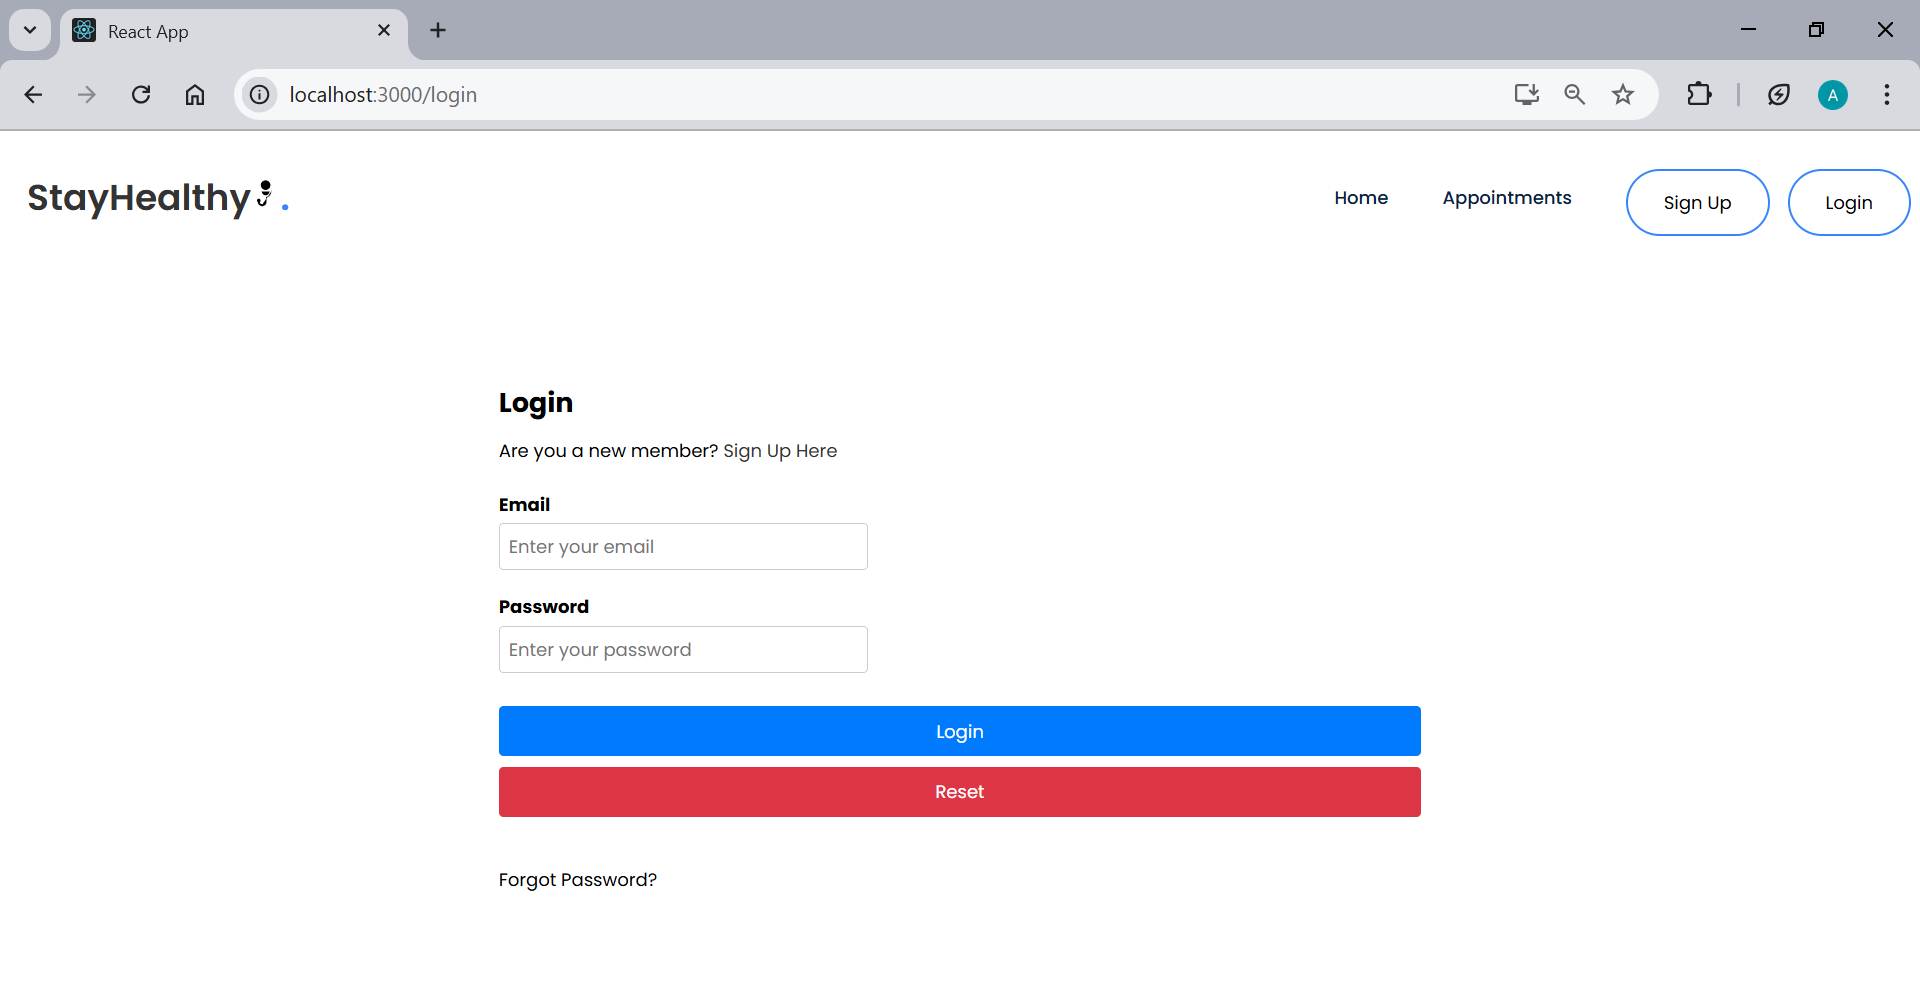 React App
localhost:3000/login
A
StayHealthy.
Home Appointments Sign Up Login
Login
Are you a new member? Sign Up Here
Email
Enter your email
Password
Enter your password
Login
Reset
Forgot Password?